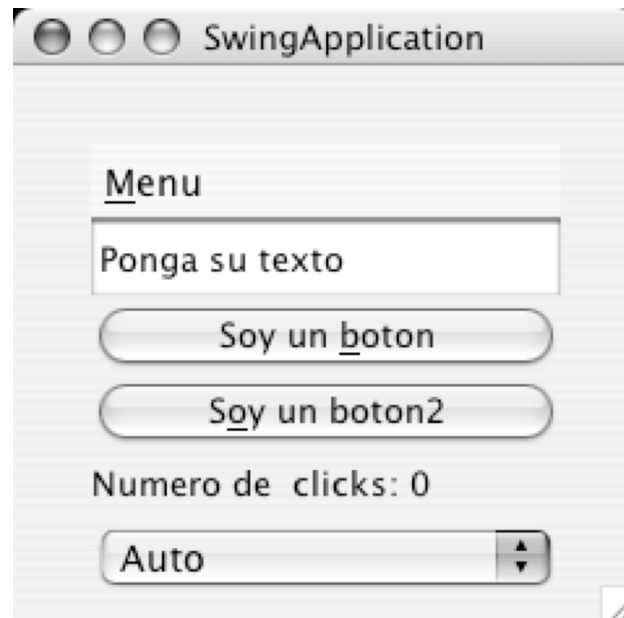 SwingApplication
Menu
Ponga su texto
Soy un boton
Soy un boton2
Numero de  clicks: 0
Auto